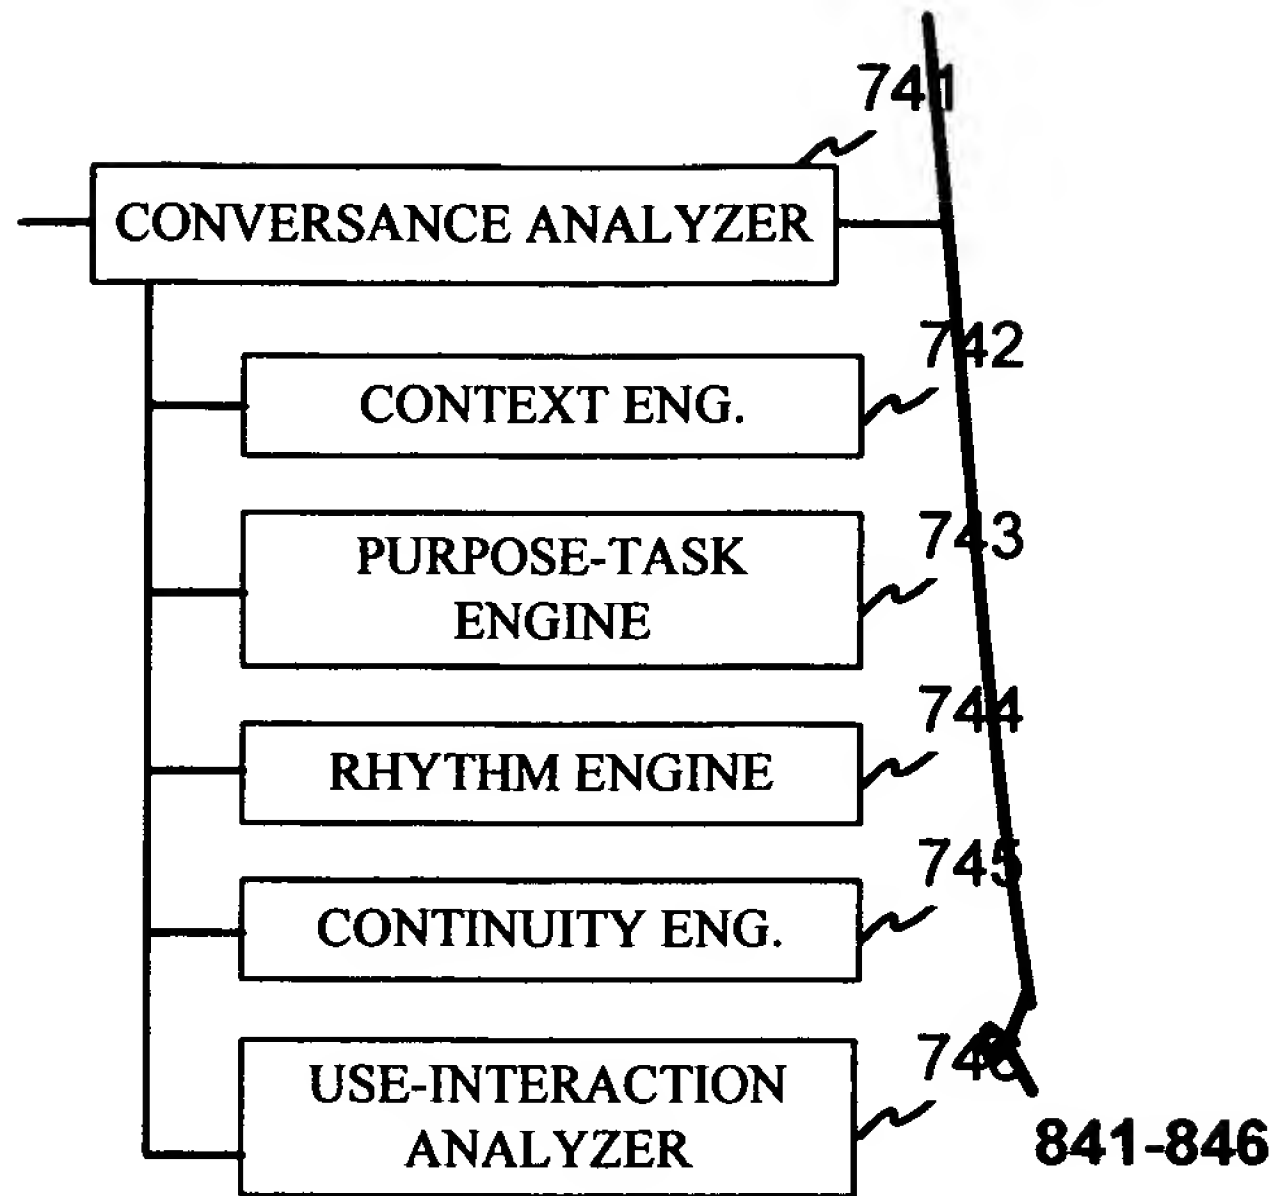 741
CONVERSANCE ANALYZER
742
CONTEXT ENG.
743
PURPOSE-TASK
ENGINE
744
RHYTHM ENGINE
745
CONTINUITY ENG.
746
USE-INTERACTION
ANALYZER
841-846